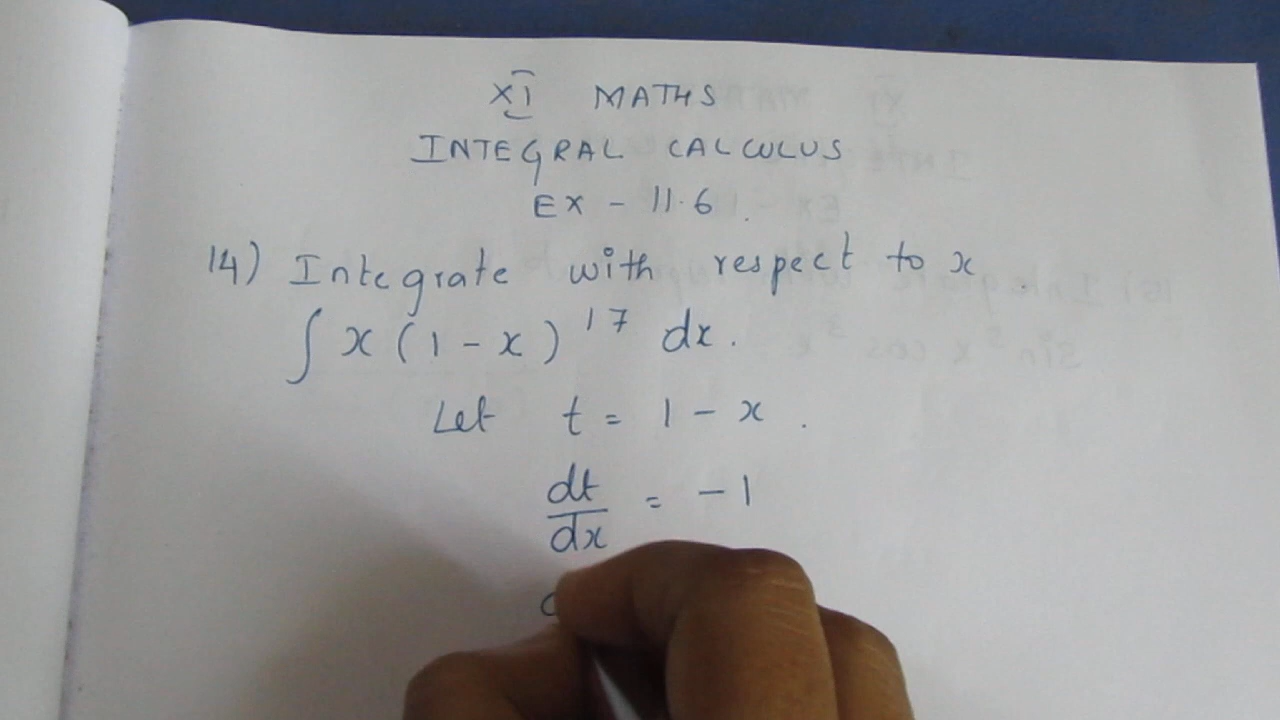 XI MATHS
INTEGRAL CALCULUS
EX - 11.6
14) Integrate with respect to x
∫ x (1 - x)^17 dx.
Let t = 1 - x.
dt/dx = -1